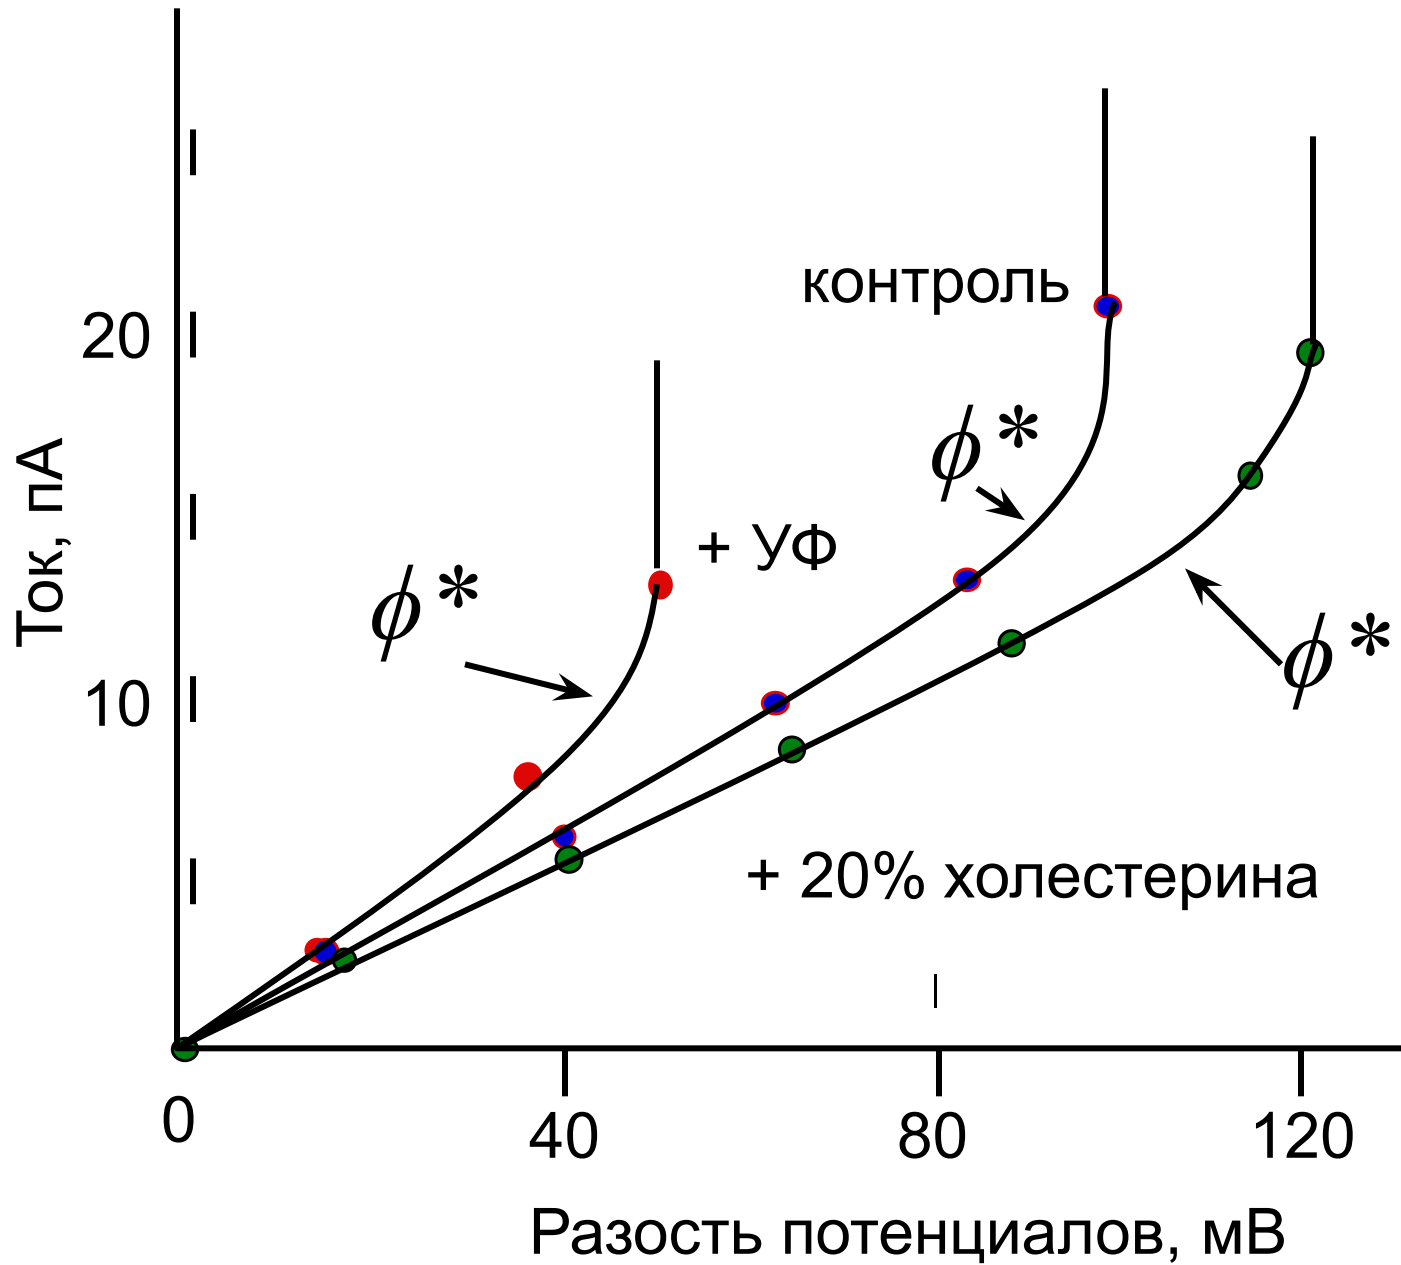 контроль
20
ϕ*
+ УФ
ϕ*
ϕ*
Ток, пА
10
+ 20% холестерина
0
40
80
120
Разость потенциалов, мВ